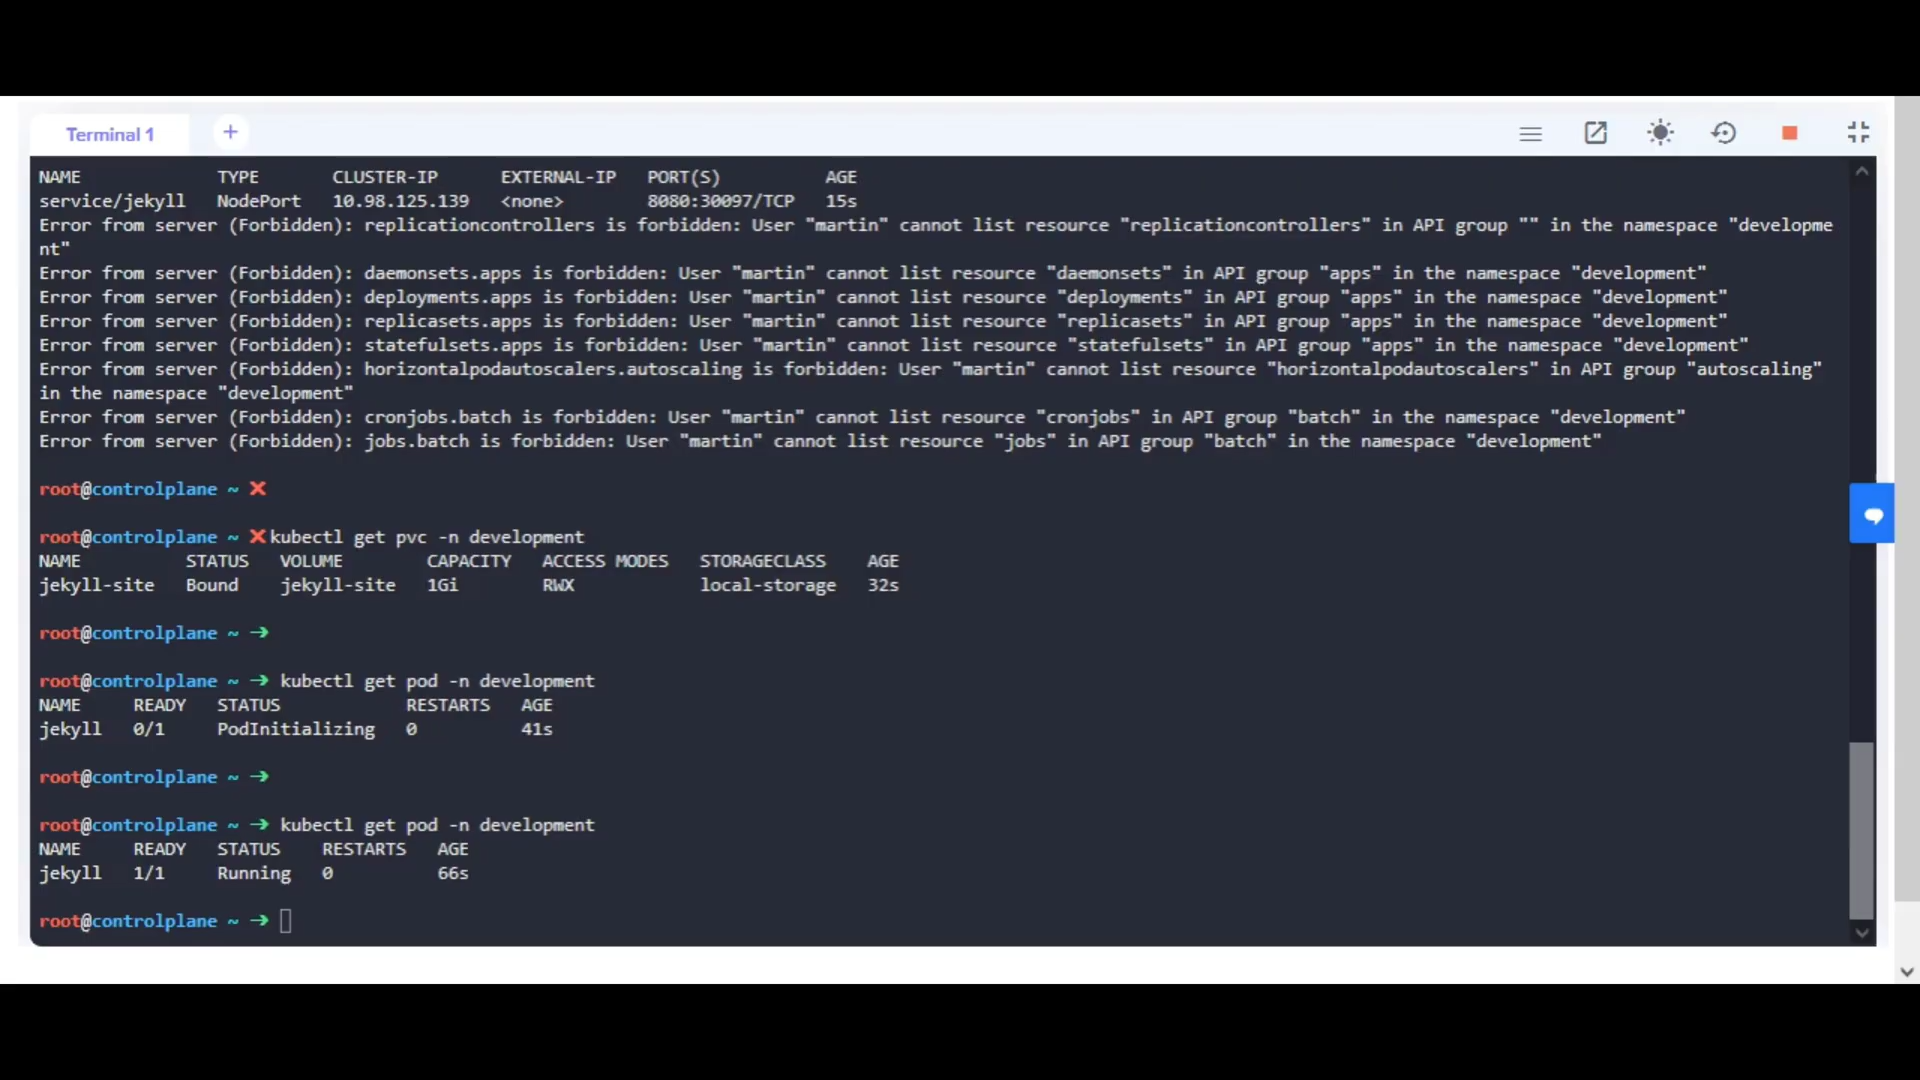 Terminal 1 +
NAME TYPE CLUSTER-IP EXTERNAL-IP PORT(S) AGE
service/jekyll NodePort 10.98.125.139 <none> 8080:30097/TCP 15s
Error from server (Forbidden): replicationcontrollers is forbidden: User "martin" cannot list resource "replicationcontrollers" in API group "" in the namespace "developme
nt"
Error from server (Forbidden): daemonsets.apps is forbidden: User "martin" cannot list resource "daemonsets" in API group "apps" in the namespace "development"
Error from server (Forbidden): deployments.apps is forbidden: User "martin" cannot list resource "deployments" in API group "apps" in the namespace "development"
Error from server (Forbidden): replicasets.apps is forbidden: User "martin" cannot list resource "replicasets" in API group "apps" in the namespace "development"
Error from server (Forbidden): statefulsets.apps is forbidden: User "martin" cannot list resource "statefulsets" in API group "apps" in the namespace "development"
Error from server (Forbidden): horizontalpodautoscalers.autoscaling is forbidden: User "martin" cannot list resource "horizontalpodautoscalers" in API group "autoscaling"
in the namespace "development"
Error from server (Forbidden): cronjobs.batch is forbidden: User "martin" cannot list resource "cronjobs" in API group "batch" in the namespace "development"
Error from server (Forbidden): jobs.batch is forbidden: User "martin" cannot list resource "jobs" in API group "batch" in the namespace "development"
root@controlplane ~ ❌
root@controlplane ~ ❌kubectl get pvc -n development
NAME STATUS VOLUME CAPACITY ACCESS MODES STORAGECLASS AGE
jekyll-site Bound jekyll-site 1Gi RWX local-storage 32s
root@controlplane ~ ➜
root@controlplane ~ ➜ kubectl get pod -n development
NAME READY STATUS RESTARTS AGE
jekyll 0/1 PodInitializing 0 41s
root@controlplane ~ ➜
root@controlplane ~ ➜ kubectl get pod -n development
NAME READY STATUS RESTARTS AGE
jekyll 1/1 Running 0 66s
root@controlplane ~ ➜